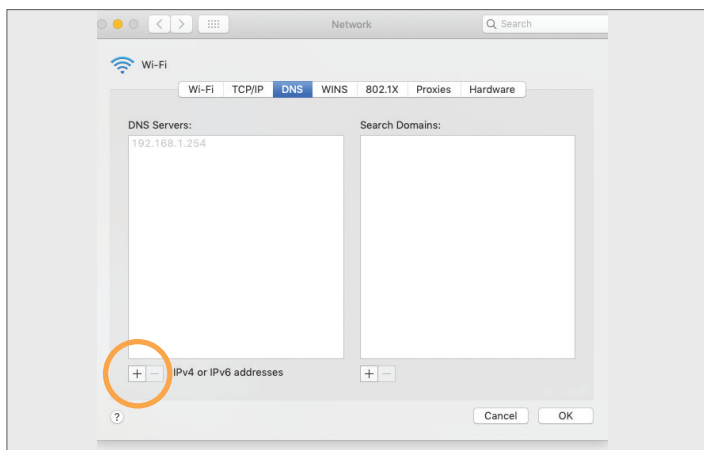 Network
Search
Wi-Fi
Wi-Fi TCP/IP DNS WINS 802.1X Proxies Hardware
DNS Servers: Search Domains:
192.168.1.254
+ − IPv4 or IPv6 addresses + −
? Cancel OK